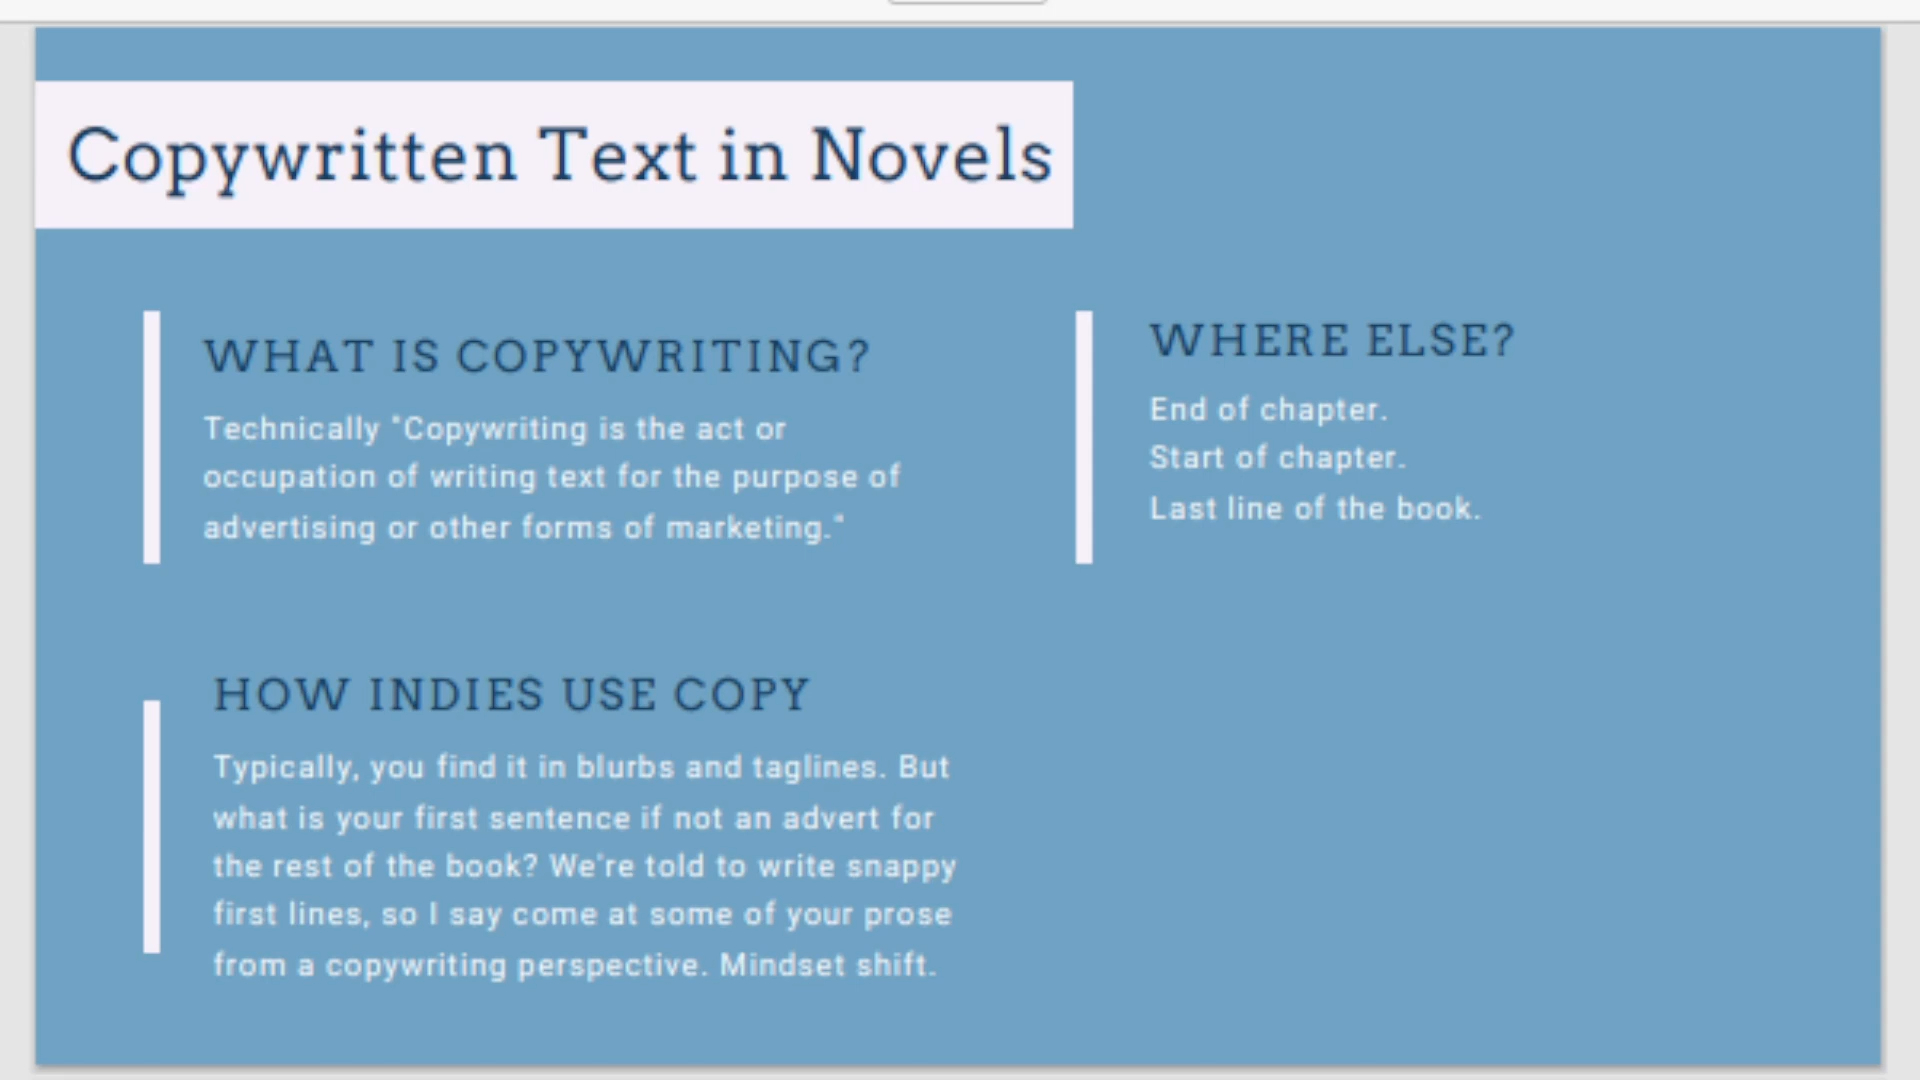 Copywritten Text in Novels
WHAT IS COPYWRITING?
Technically "Copywriting is the act or
occupation of writing text for the purpose of
advertising or other forms of marketing."
HOW INDIES USE COPY
Typically, you find it in blurbs and taglines. But
what is your first sentence if not an advert for
the rest of the book? We're told to write snappy
first lines, so I say come at some of your prose
from a copywriting perspective. Mindset shift.
WHERE ELSE?
End of chapter.
Start of chapter.
Last line of the book.